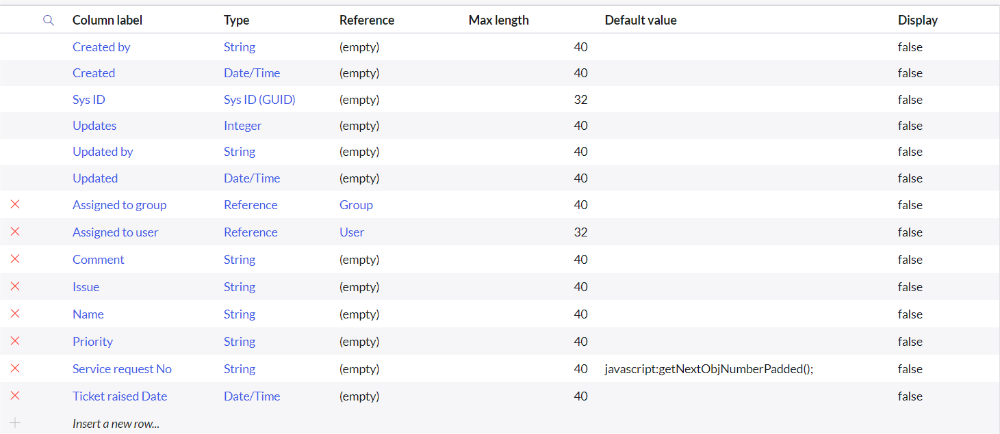 Column label Type Reference Max length Default value Display
Created by String (empty) 40 false
Created Date/Time (empty) 40 false
Sys ID Sys ID (GUID) (empty) 32 false
Updates Integer (empty) 40 false
Updated by String (empty) 40 false
Updated Date/Time (empty) 40 false
Assigned to group Reference Group 40 false
Assigned to user Reference User 32 false
Comment String (empty) 40 false
Issue String (empty) 40 false
Name String (empty) 40 false
Priority String (empty) 40 false
Service request No String (empty) 40 javascript:getNextObjNumberPadded(); false
Ticket raised Date Date/Time (empty) 40 false
Insert a new row...